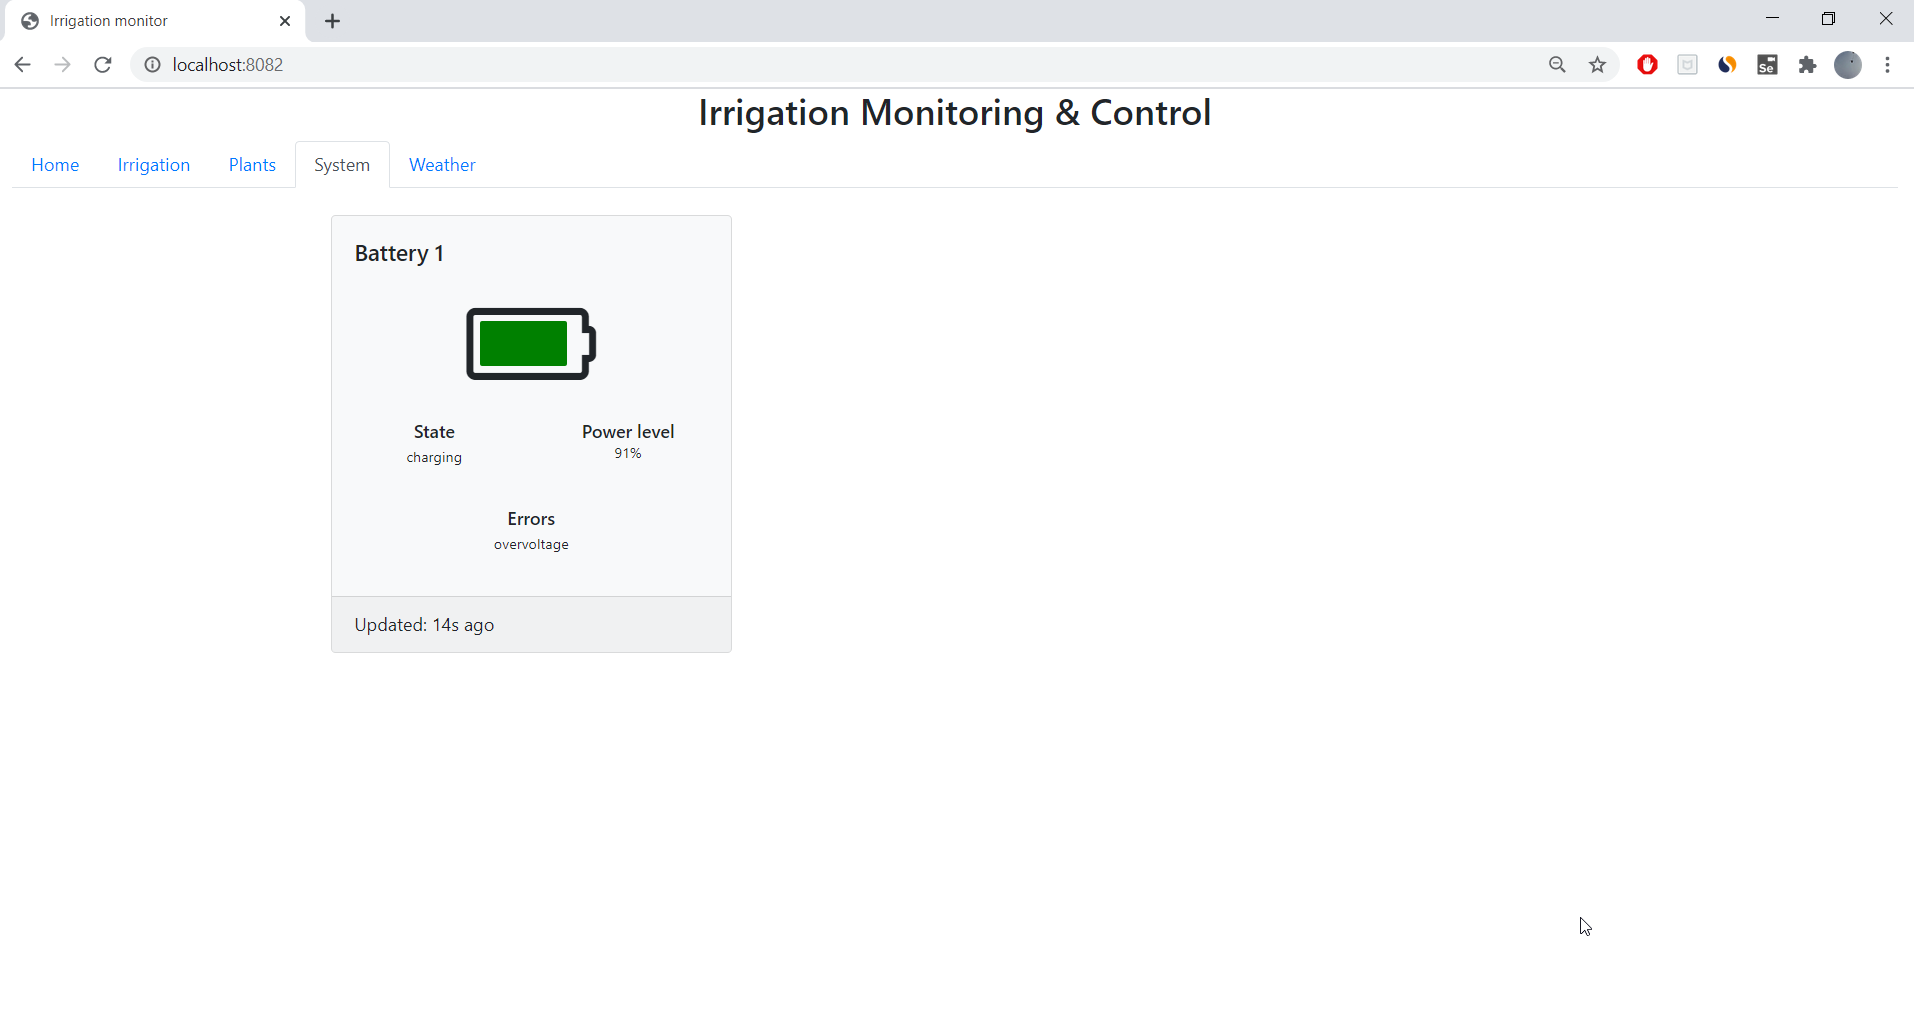 Irrigation monitor
localhost:8082
Se
Irrigation Monitoring & Control
Home Irrigation Plants System Weather
Battery 1
State Power level
charging 91%
Errors
overvoltage
Updated: 14s ago